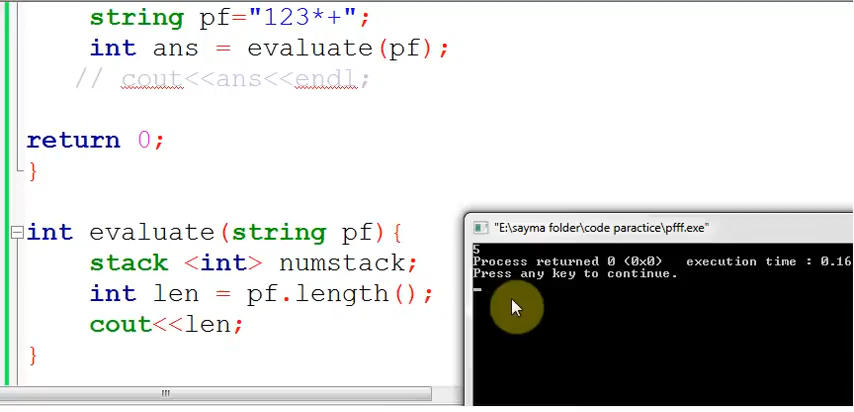 string pf="123*+";
int ans = evaluate(pf);
// cout<<ans<<endl;
return 0;
}
int evaluate(string pf){
stack <int> numstack;
int len = pf.length();
cout<<len;
}
"E:\sayma folder\code paractice\pfff.exe"
5
Process returned 0 (0x0)   execution time : 0.16
Press any key to continue.